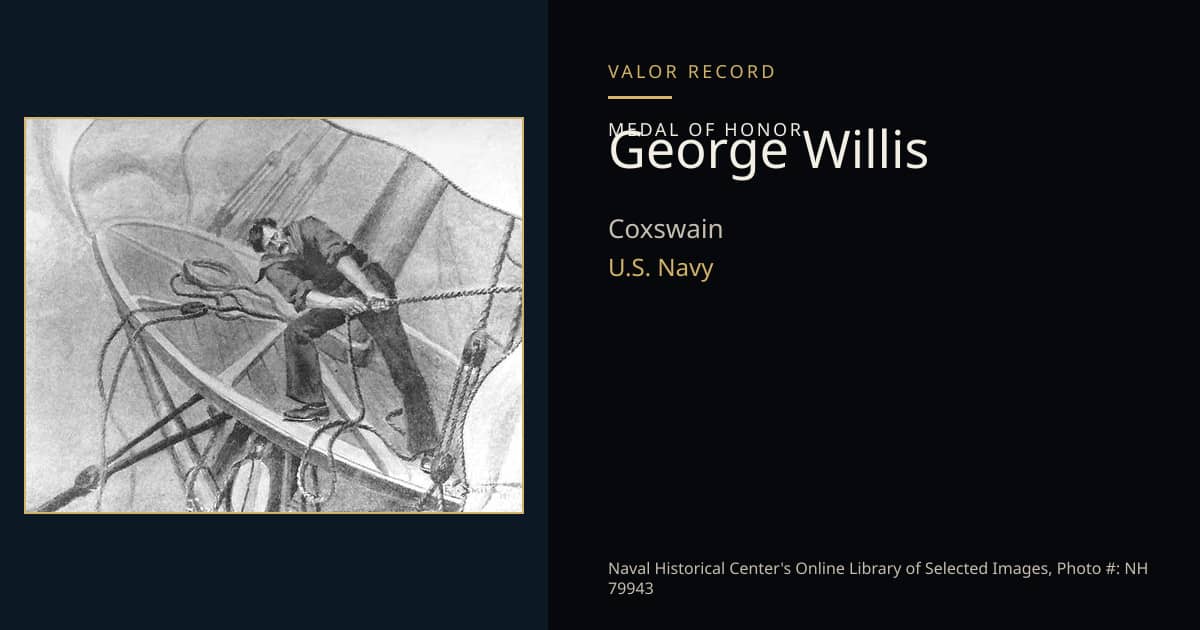 VALOR RECORD
MEDAL OF HONOR
George Willis
Coxswain
U.S. Navy
Naval Historical Center's Online Library of Selected Images, Photo #: NH
79943